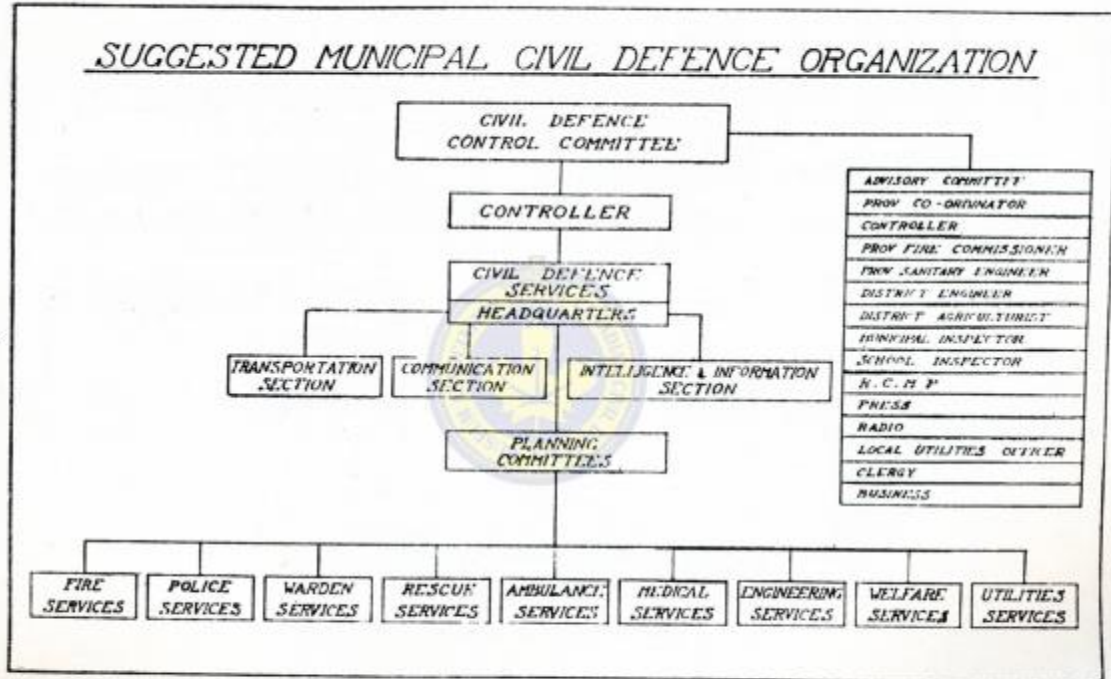 SUGGESTED MUNICIPAL CIVIL DEFENCE ORGANIZATION
CIVIL DEFENCE
CONTROL COMMITTEE
CONTROLLER
CIVIL DEFENCE
SERVICES
HEADQUARTERS
TRANSPORTATION
SECTION
COMMUNICATION
SECTION
INTELLIGENCE & INFORMATION
SECTION
PLANNING
COMMITTEES
ADVISORY COMMITTEE
PROV CO-ORDINATOR
CONTROLLER
PROV FIRE COMMISSIONER
PROV SANITARY ENGINEER
DISTRICT ENGINEER
DISTRICT AGRICULTURIST
MUNICIPAL INSPECTOR
SCHOOL INSPECTOR
R.C.M.P
PRESS
RADIO
LOCAL UTILITIES OFFICER
CLERGY
BUSINESS
FIRE
SERVICES
POLICE
SERVICES
WARDEN
SERVICES
RESCUE
SERVICES
AMBULANCE
SERVICES
MEDICAL
SERVICES
ENGINEERING
SERVICES
WELFARE
SERVICES
UTILITIES
SERVICES